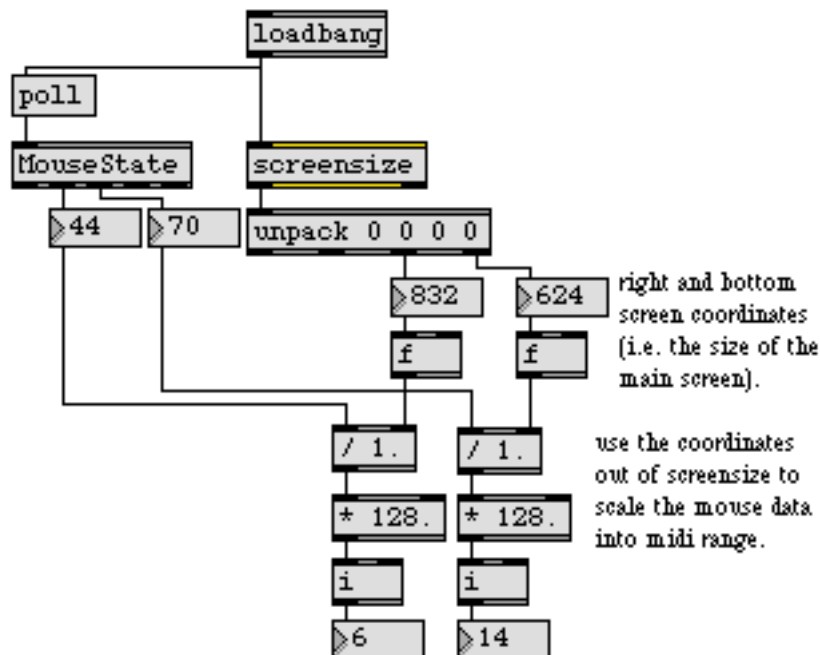 loadbang
poll
MouseState
screensize
44
70
unpack 0 0 0 0
832
624
right and bottom
screen coordinates
(i.e. the size of the
main screen).
f
f
/ 1.
/ 1.
use the coordinates
out of screensize to
scale the mouse data
into midi range.
* 128.
* 128.
i
i
6
14